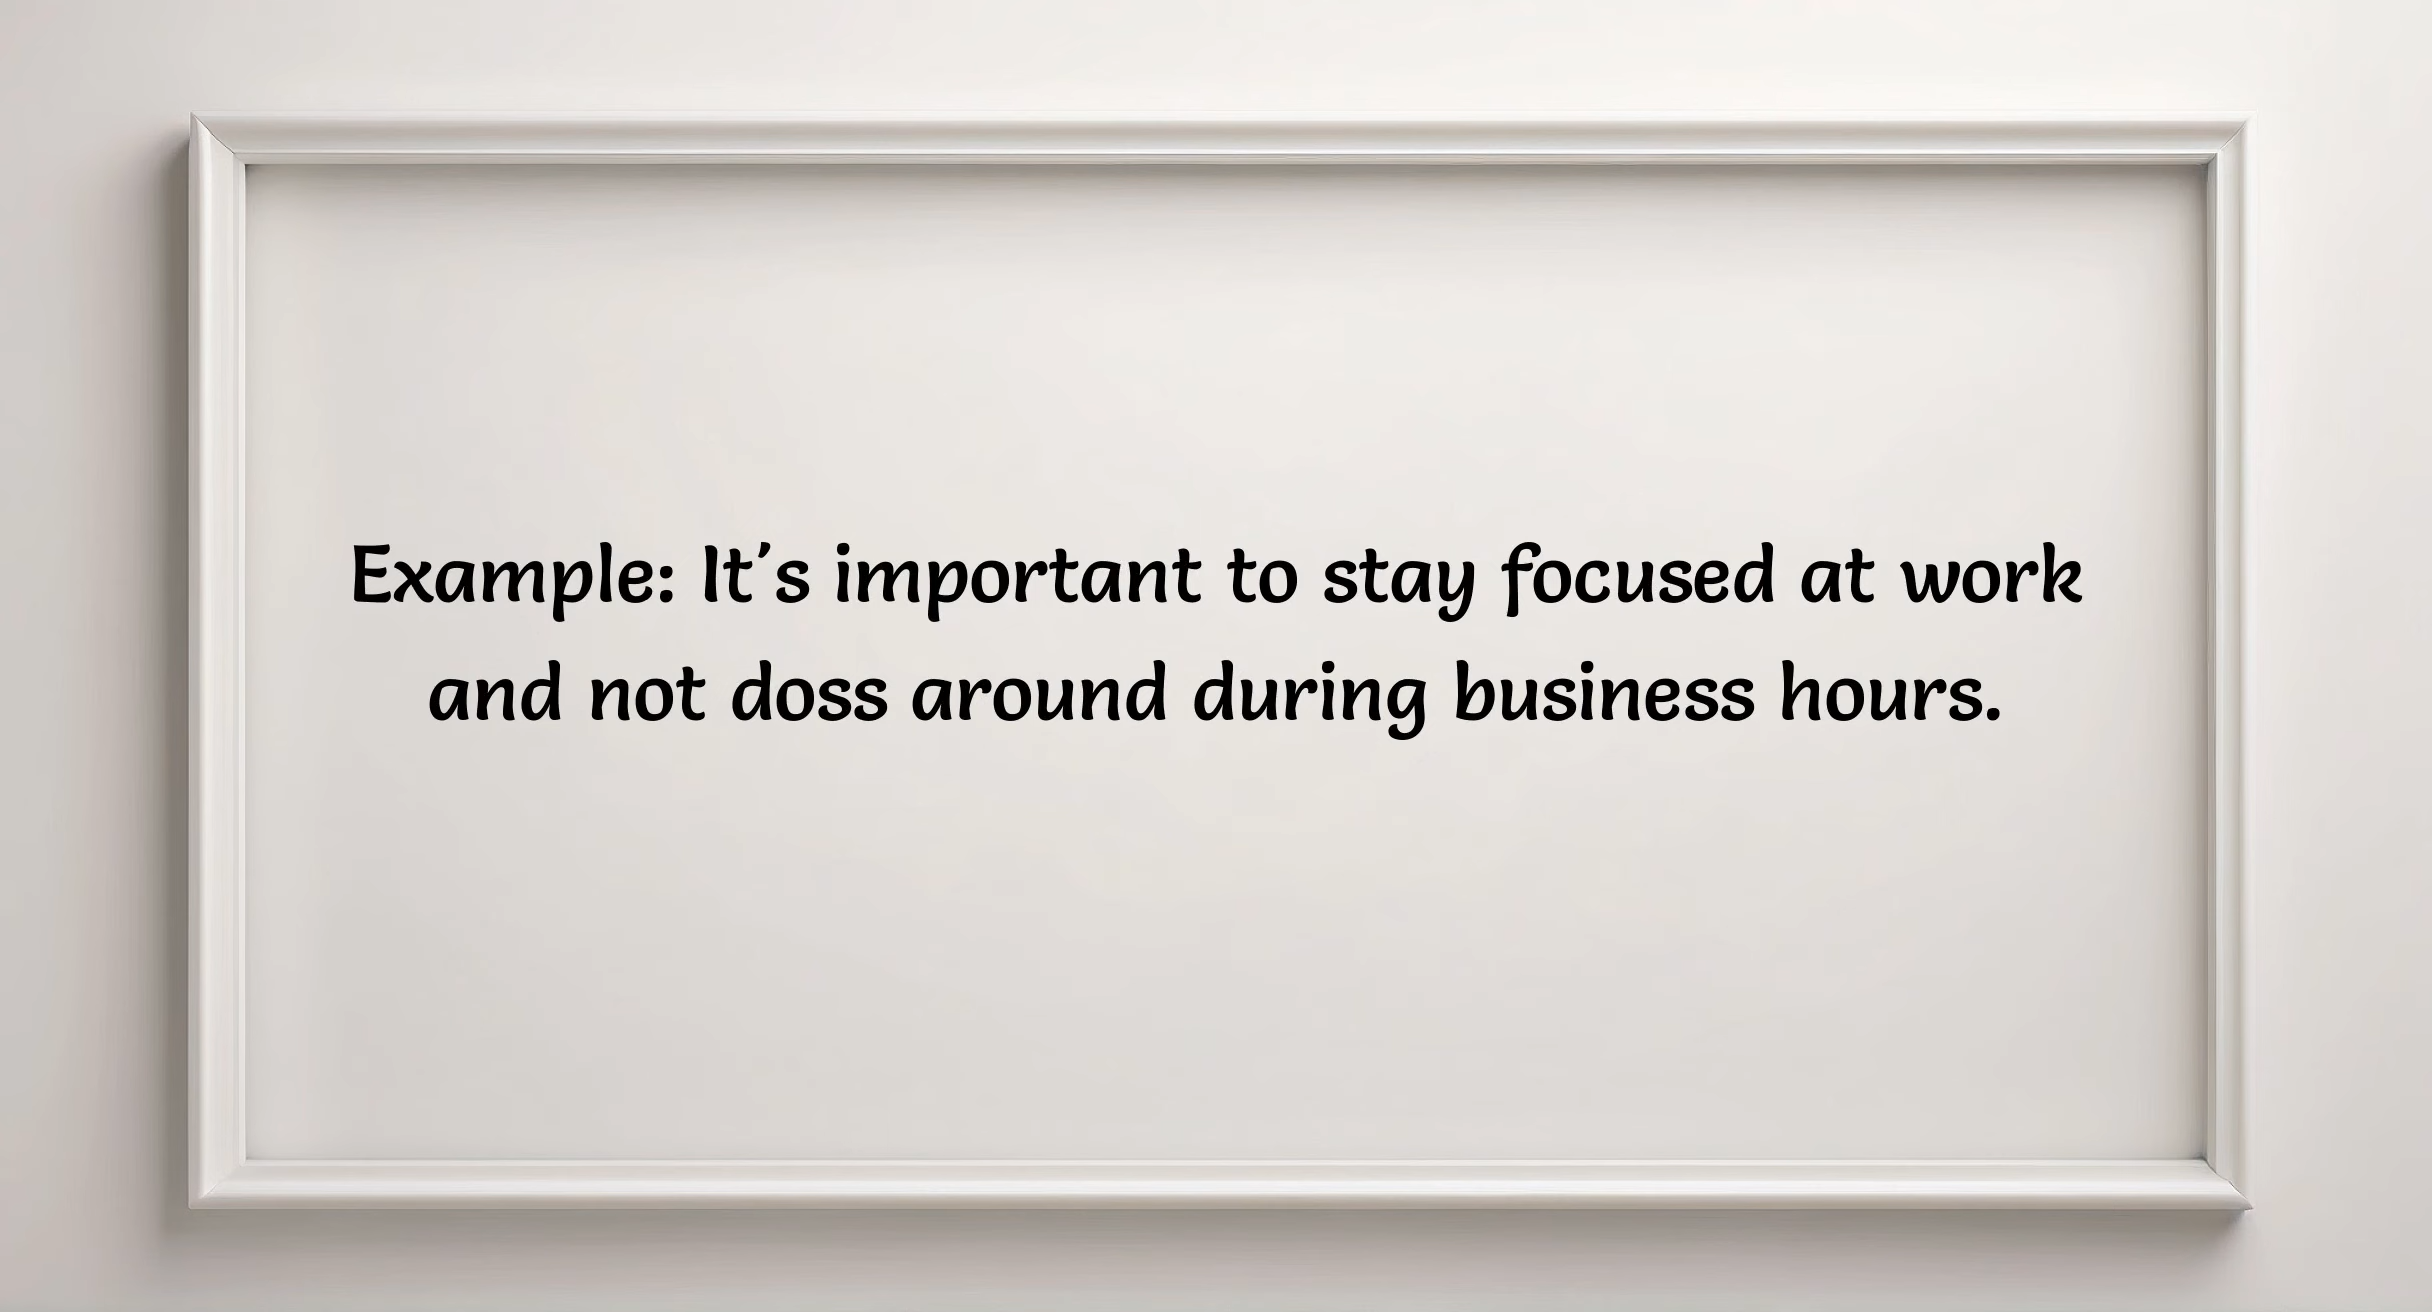 Example: It's important to stay focused at work
and not doss around during business hours.